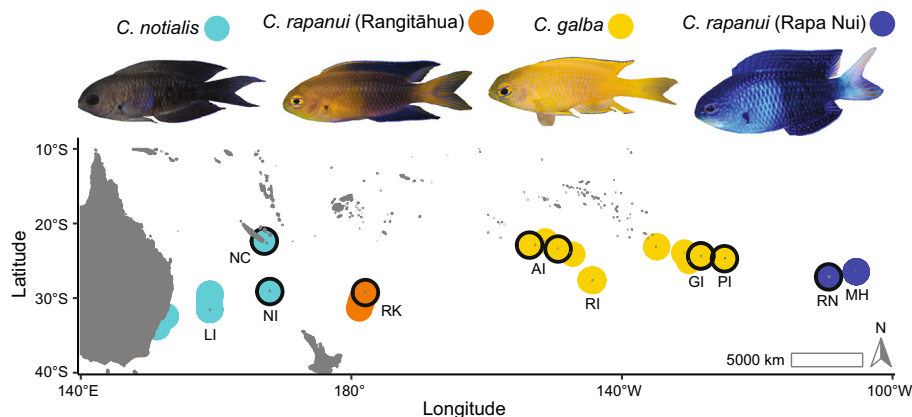 C. notialis
C. rapanui (Rangitāhua)
C. galba
C. rapanui (Rapa Nui)
10°S
20°S
30°S
40°S
Latitude
NC
NI
LI
RK
AI
RI
GI
PI
RN
MH
N
5000 km
140°E
180°
140°W
100°W
Longitude